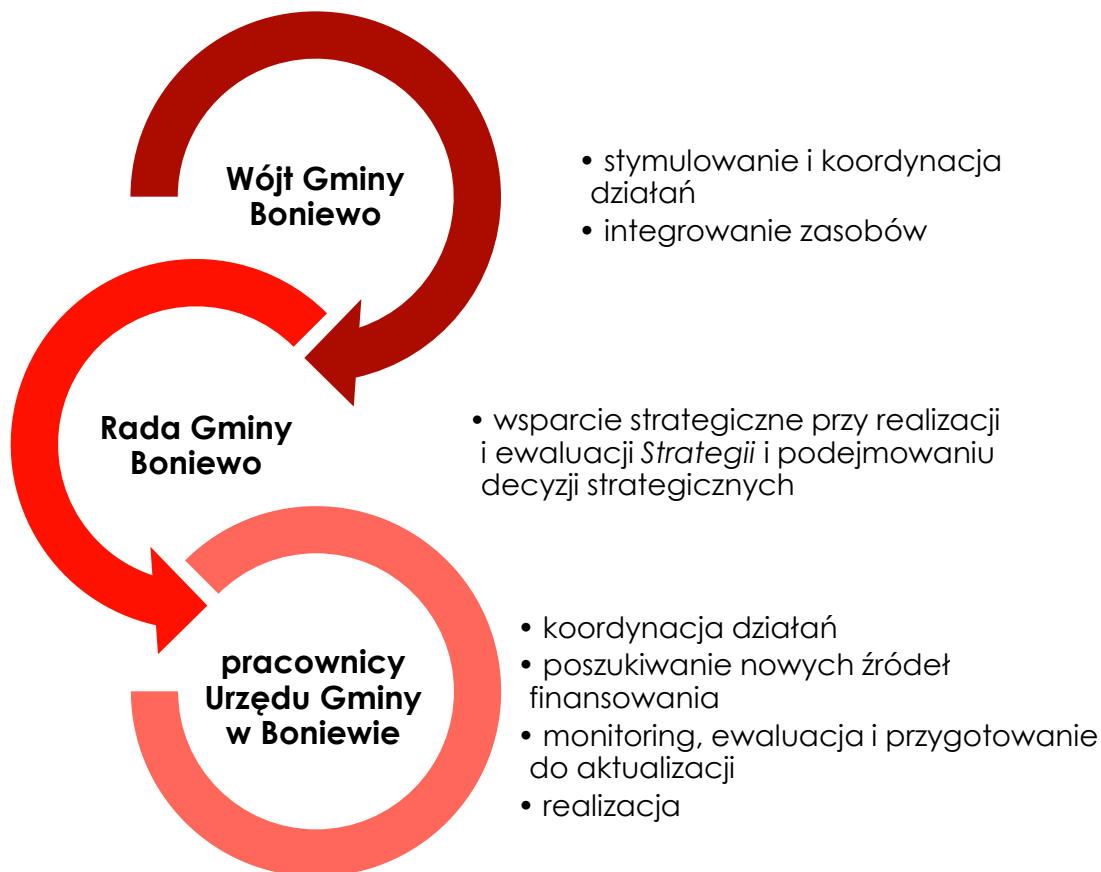 Wójt Gminy
Boniewo
• stymulowanie i koordynacja
działań
• integrowanie zasobów
Rada Gminy
Boniewo
• wsparcie strategiczne przy realizacji
i ewaluacji Strategii i podejmowaniu
decyzji strategicznych
pracownicy
Urzędu Gminy
w Boniewie
• koordynacja działań
• poszukiwanie nowych źródeł
finansowania
• monitoring, ewaluacja i przygotowanie
do aktualizacji
• realizacja